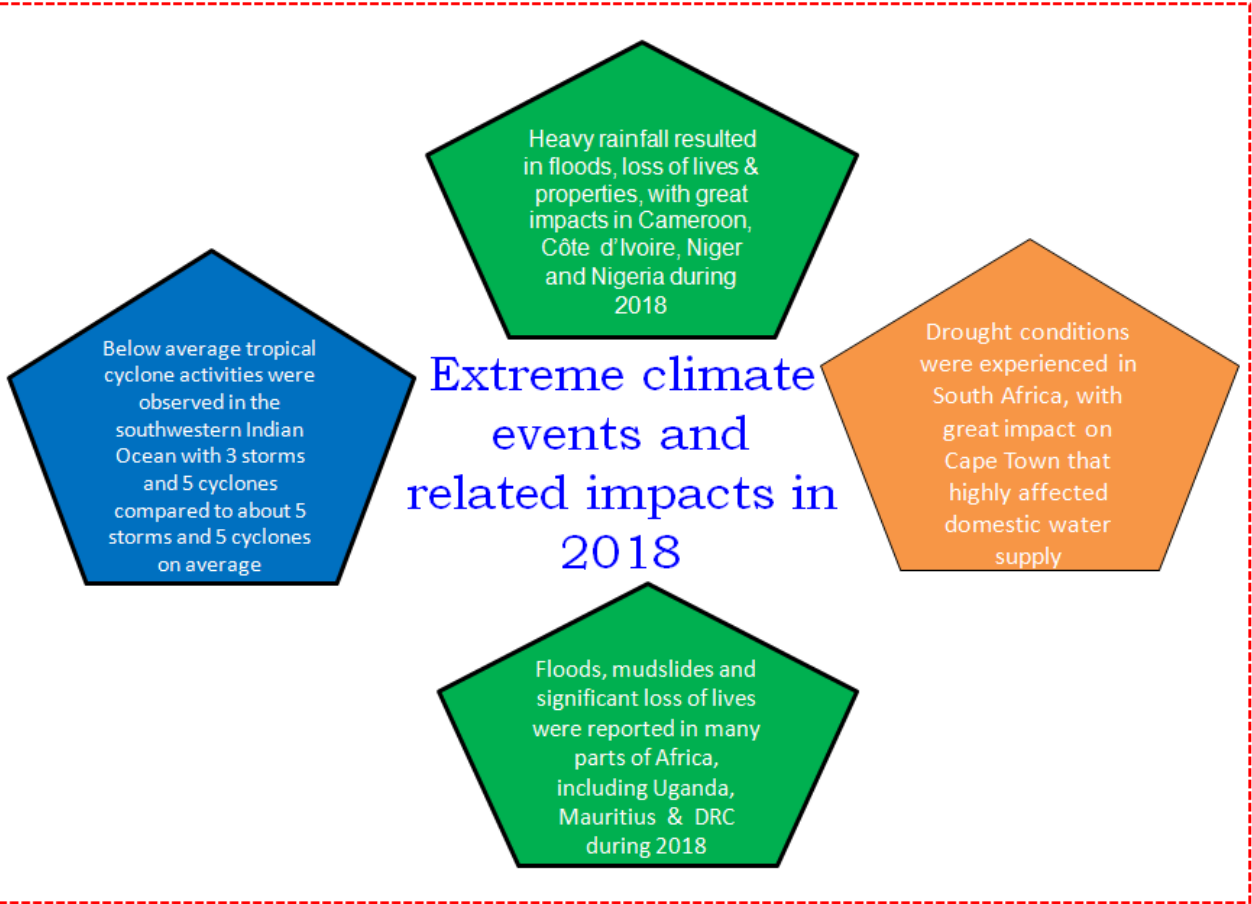 Heavy rainfall resulted
in floods, loss of lives &
properties, with great
impacts in Cameroon,
Côte d'Ivoire, Niger
and Nigeria during
2018
Below average tropical
cyclone activities were
observed in the
southwestern Indian
Ocean with 3 storms
and 5 cyclones
compared to about 5
storms and 5 cyclones
on average
Extreme climate
events and
related impacts in
2018
Drought conditions
were experienced in
South Africa, with
great impact on
Cape Town that
highly affected
domestic water
supply
Floods, mudslides and
significant loss of lives
were reported in many
parts of Africa,
including Uganda,
Mauritius & DRC
during 2018